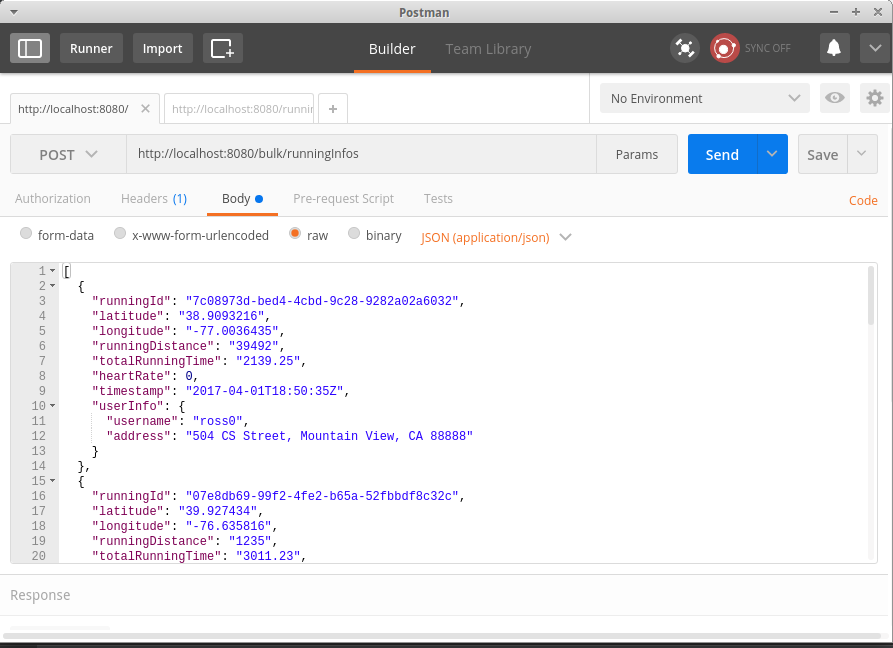 Postman
Runner Import Builder Team Library SYNC OFF
http://localhost:8080/ http://localhost:8080/runnin No Environment
POST http://localhost:8080/bulk/runningInfos Params Send Save
Authorization Headers (1) Body Pre-request Script Tests Code
form-data x-www-form-urlencoded raw binary JSON (application/json)
1 [
2 {
3 "runningId": "7c08973d-bed4-4cbd-9c28-9282a02a6032",
4 "latitude": "38.9093216",
5 "longitude": "-77.0036435",
6 "runningDistance": "39492",
7 "totalRunningTime": "2139.25",
8 "heartRate": 0,
9 "timestamp": "2017-04-01T18:50:35Z",
10 "userInfo": {
11 "username": "ross0",
12 "address": "504 CS Street, Mountain View, CA 88888"
13 }
14 },
15 {
16 "runningId": "07e8db69-99f2-4fe2-b65a-52fbbdf8c32c",
17 "latitude": "39.927434",
18 "longitude": "-76.635816",
19 "runningDistance": "1235",
20 "totalRunningTime": "3011.23",
Response